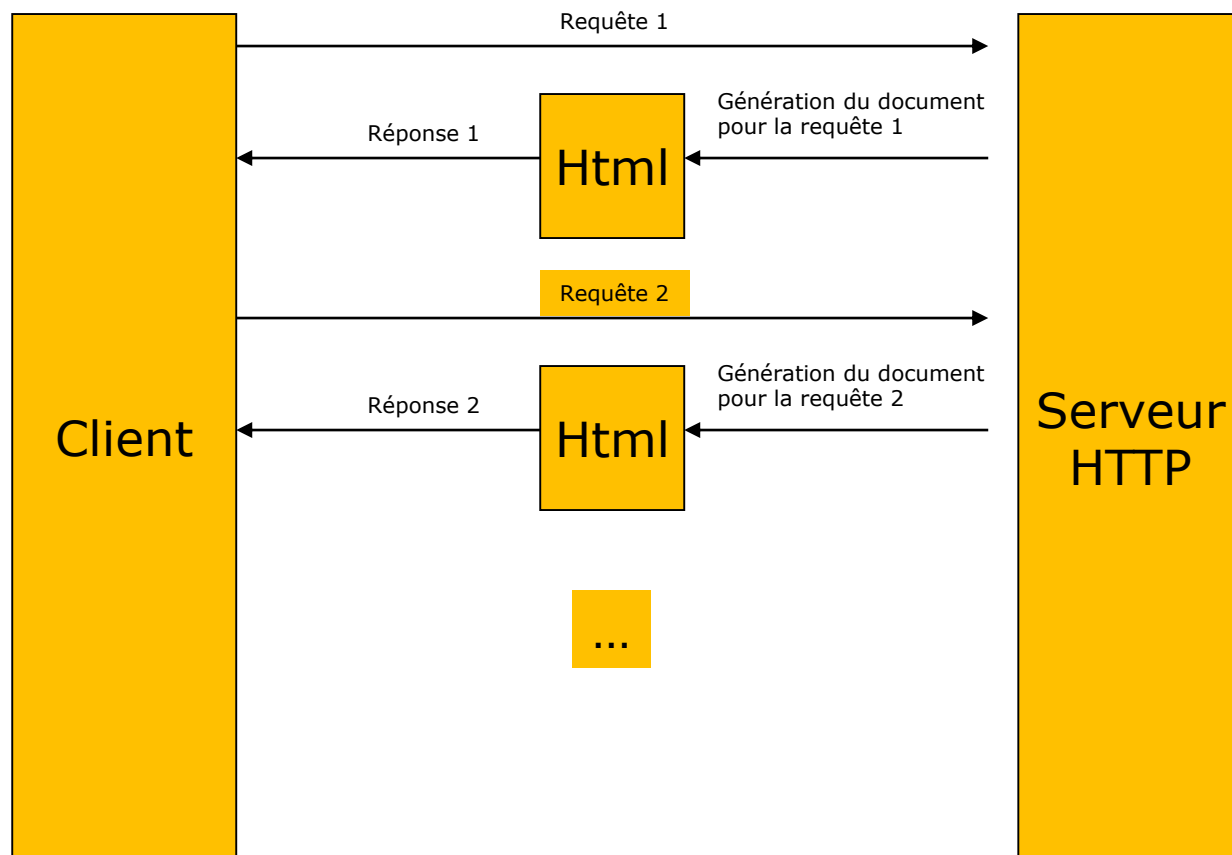 Requête 1
Génération du document
pour la requête 1
Réponse 1
Html
Requête 2
Génération du document
pour la requête 2
Réponse 2
Html
Client
Serveur
HTTP
...